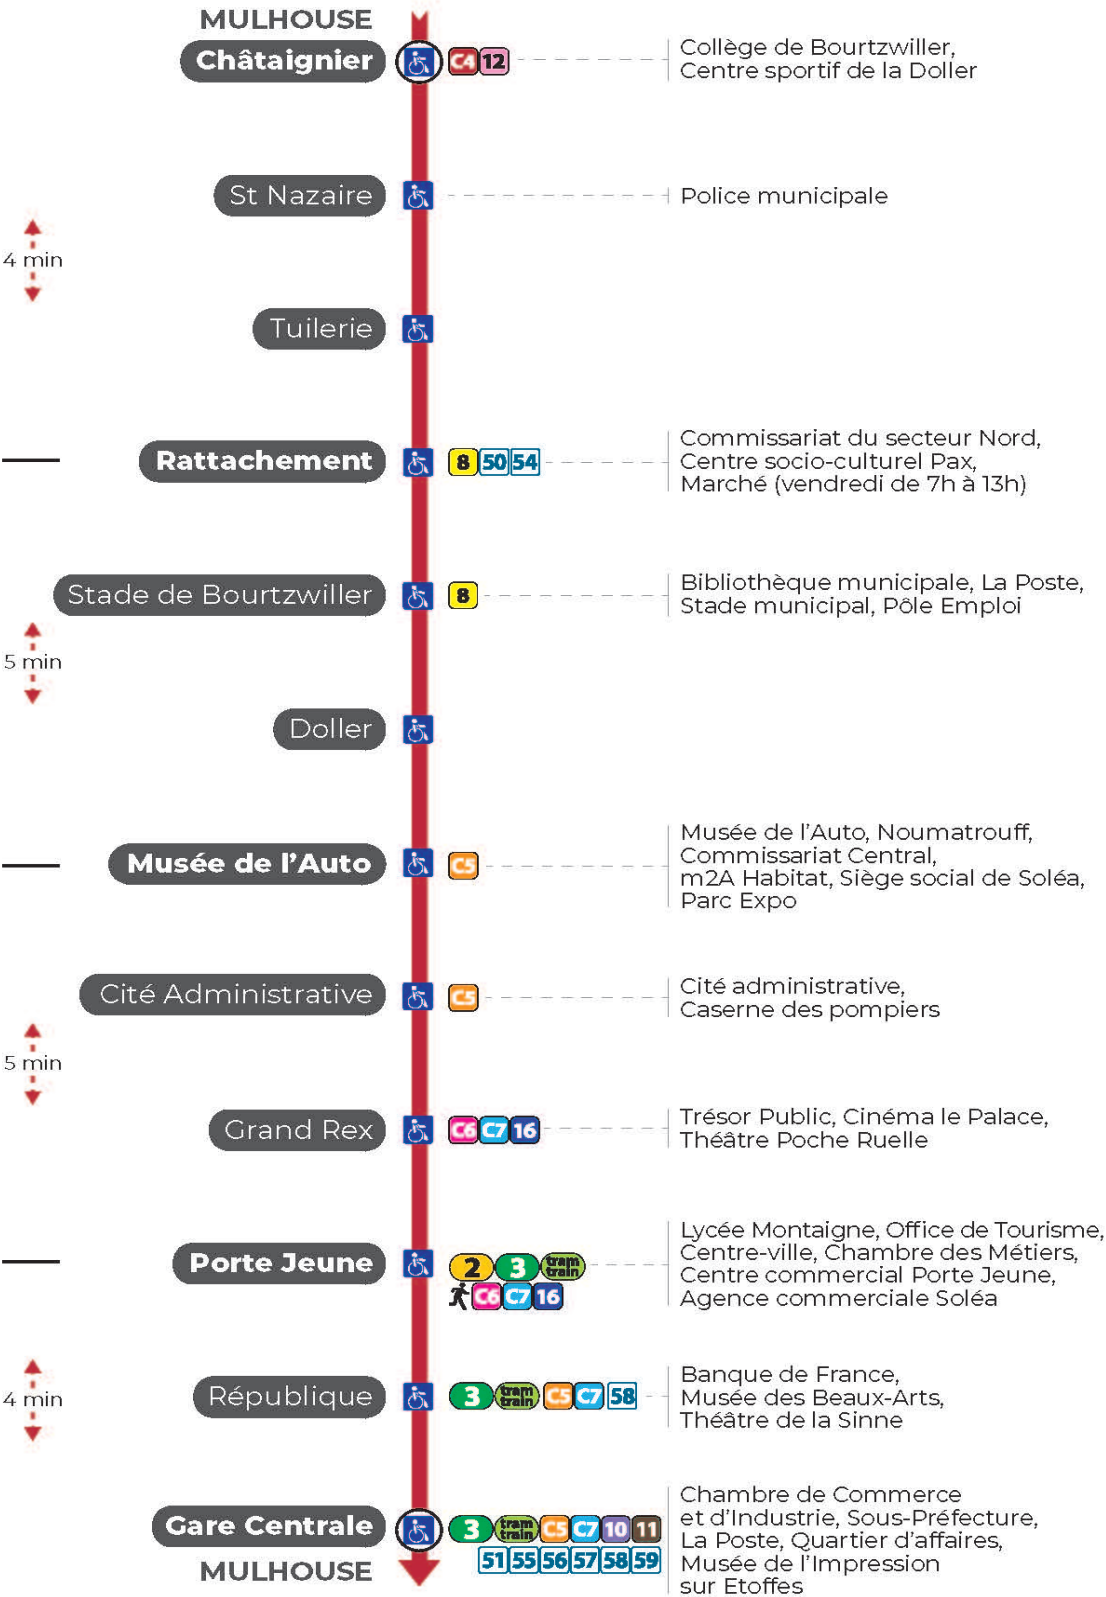 MULHOUSE
Châtaignier
C4 12
Collège de Bourtzwiller,
Centre sportif de la Doller
St Nazaire
Police municipale
4 min
Tuilerie
Rattachement
8 50 54
Commissariat du secteur Nord,
Centre socio-culturel Pax,
Marché (vendredi de 7h à 13h)
Stade de Bourtzwiller
8
Bibliothèque municipale, La Poste,
Stade municipal, Pôle Emploi
5 min
Doller
Musée de l'Auto
C5
Musée de l'Auto, Noumatrouff,
Commissariat Central,
m2A Habitat, Siège social de Soléa,
Parc Expo
Cité Administrative
C5
Cité administrative,
Caserne des pompiers
5 min
Grand Rex
C6 C7 16
Trésor Public, Cinéma le Palace,
Théâtre Poche Ruelle
Porte Jeune
2 3 tram train
C6 C7 16
Lycée Montaigne, Office de Tourisme,
Centre-ville, Chambre des Métiers,
Centre commercial Porte Jeune,
Agence commerciale Soléa
4 min
République
3 tram train C5 C7 58
Banque de France,
Musée des Beaux-Arts,
Théâtre de la Sinne
Gare Centrale
3 tram train C5 C7 10 11
51 55 56 57 58 59
MULHOUSE
Chambre de Commerce
et d'Industrie, Sous-Préfecture,
La Poste, Quartier d'affaires,
Musée de l'Impression
sur Etoffes